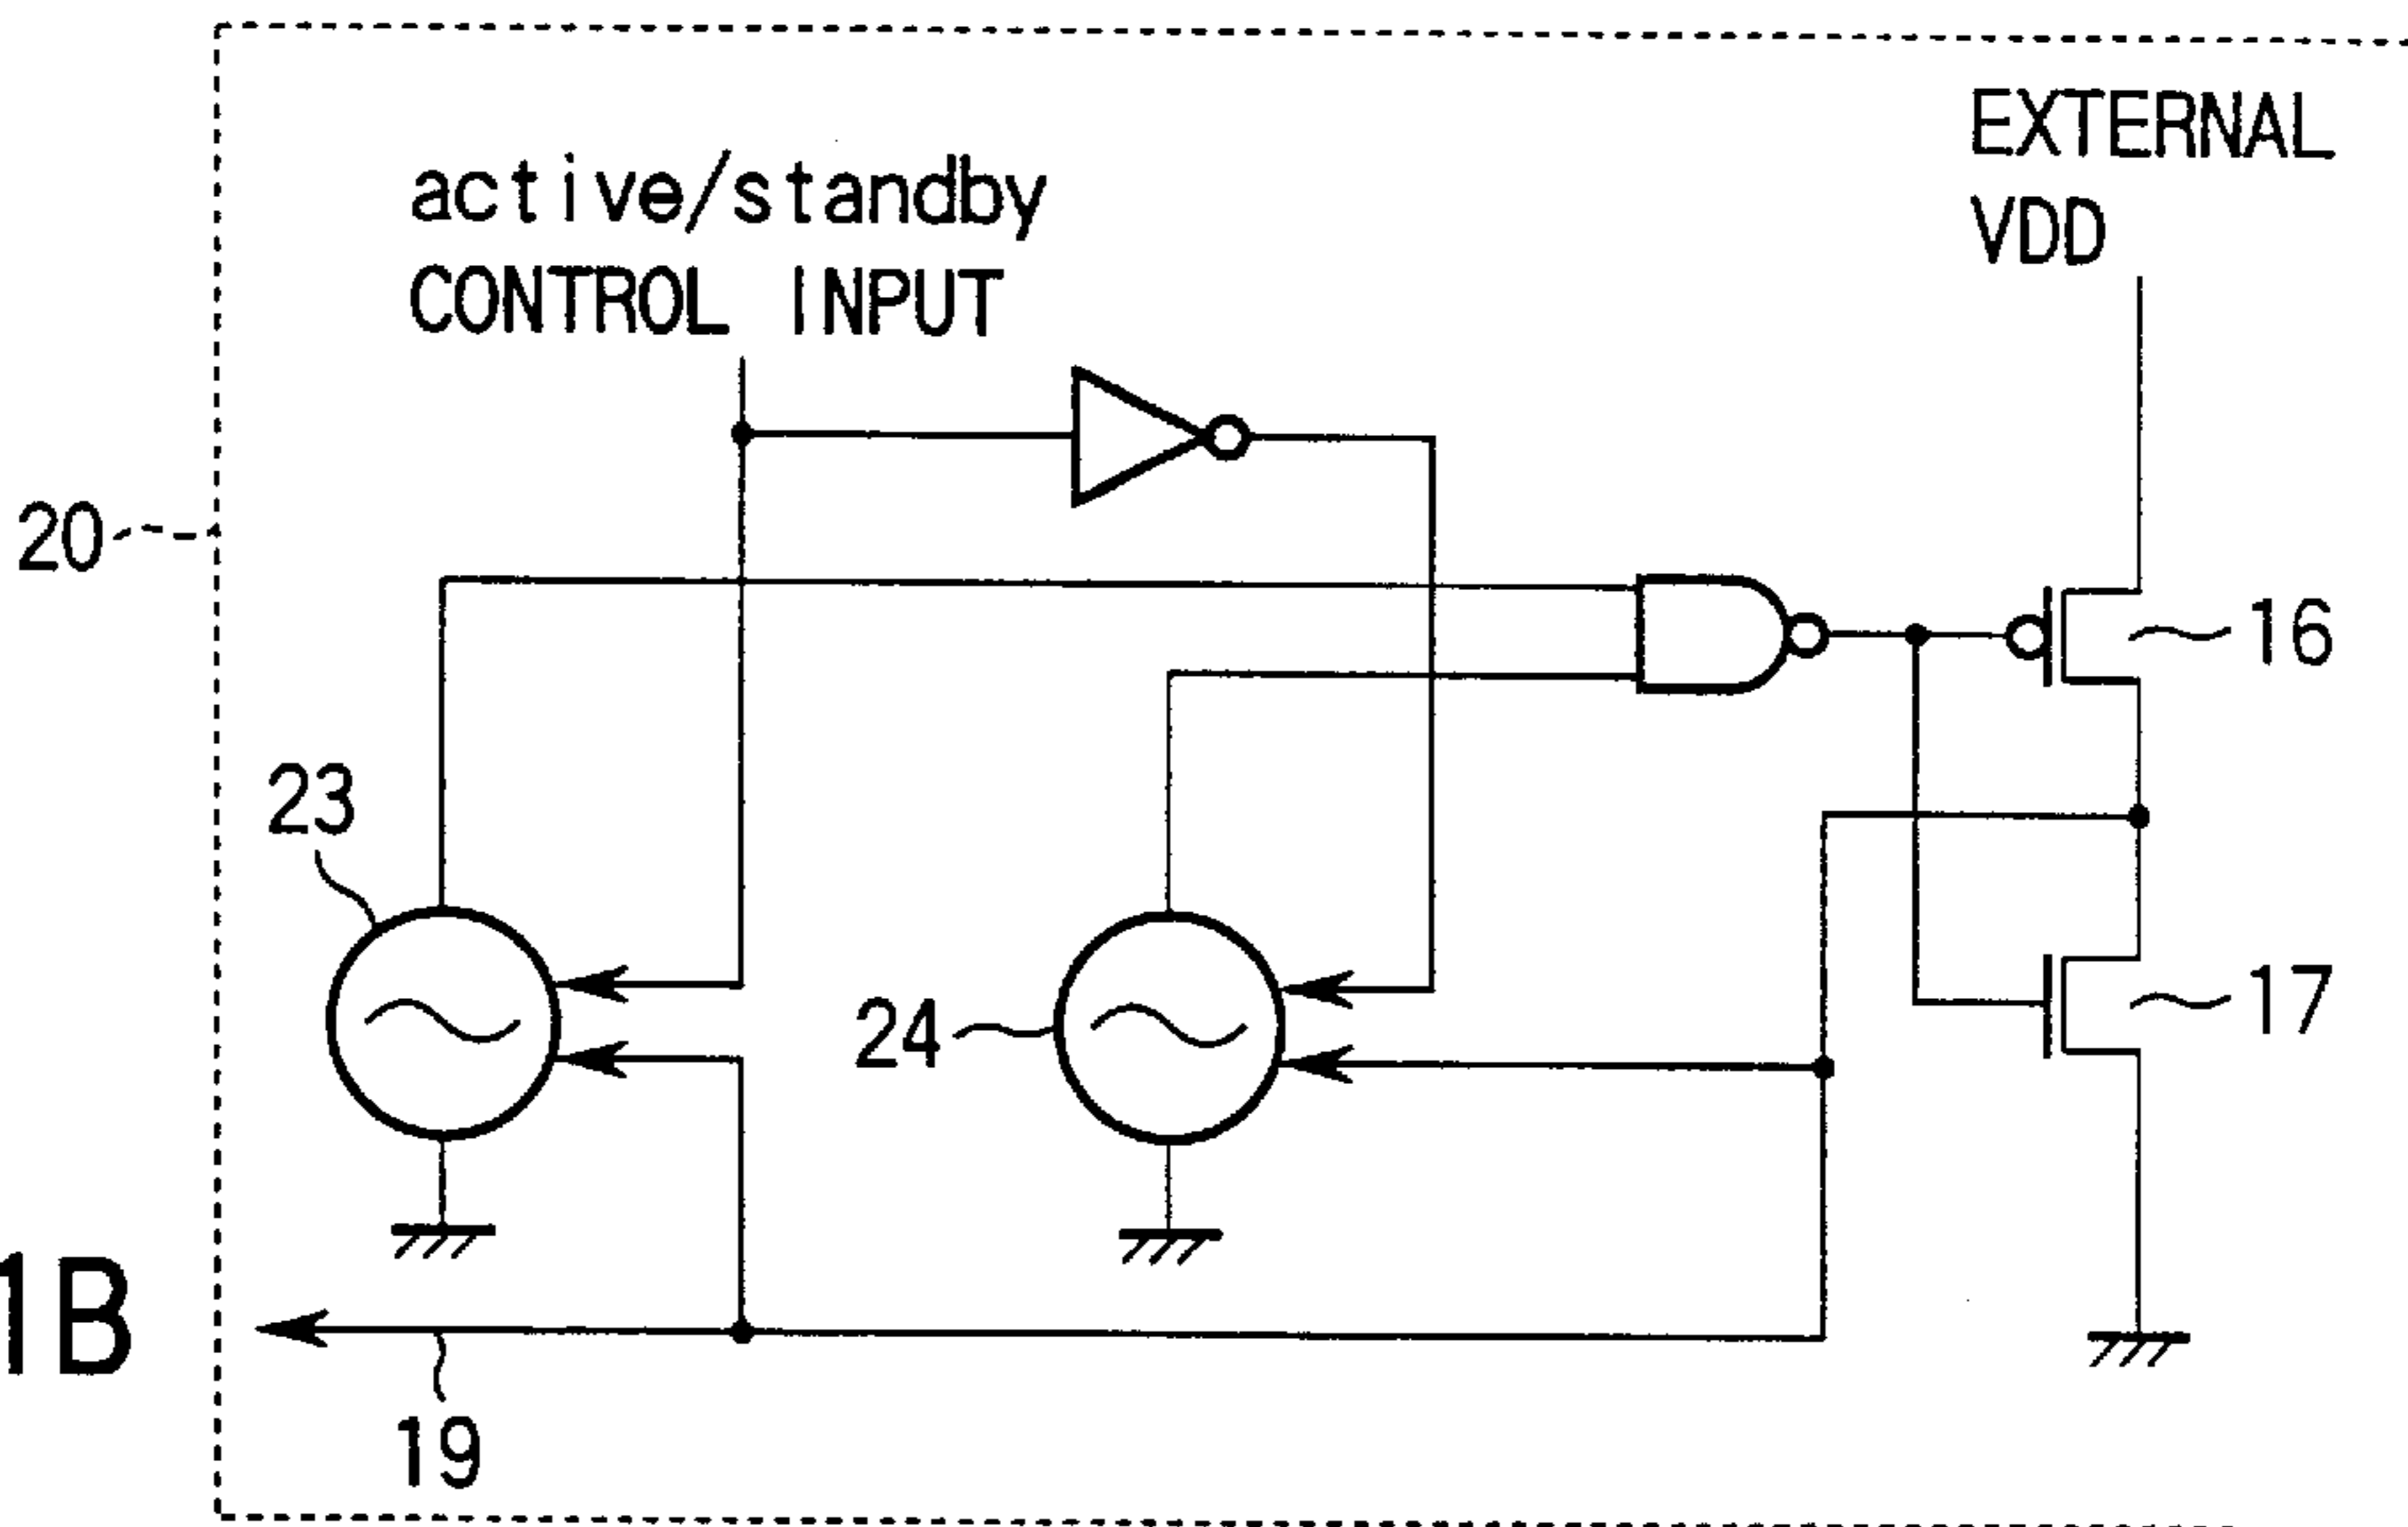 EXTERNAL
VDD
active/standby
CONTROL INPUT
20
16
23
24
17
1B
19